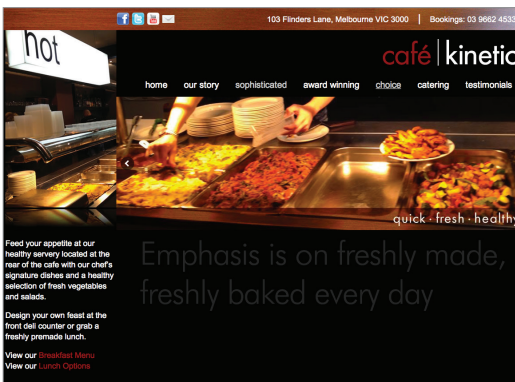 103 Flinders Lane, Melbourne VIC 3000 | Bookings: 03 9662 4533
hot
café | kinetic
home our story sophisticated award winning choice catering testimonials
quick · fresh · healthy
Feed your appetite at our
healthy servery located at the
rear of the cafe with our chef's
signature dishes and a healthy
selection of fresh vegetables
and salads.
Design your own feast at the
front deli counter or grab a
freshly premade lunch.
View our Breakfast Menu
View our Lunch Options
Emphasis is on freshly made,
freshly baked every day